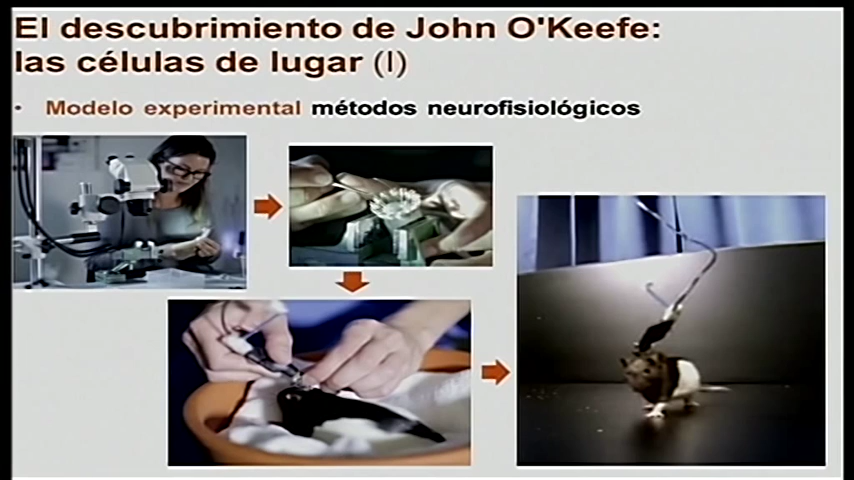 El descubrimiento de John O'Keefe:
las células de lugar (I)
• Modelo experimental métodos neurofisiológicos